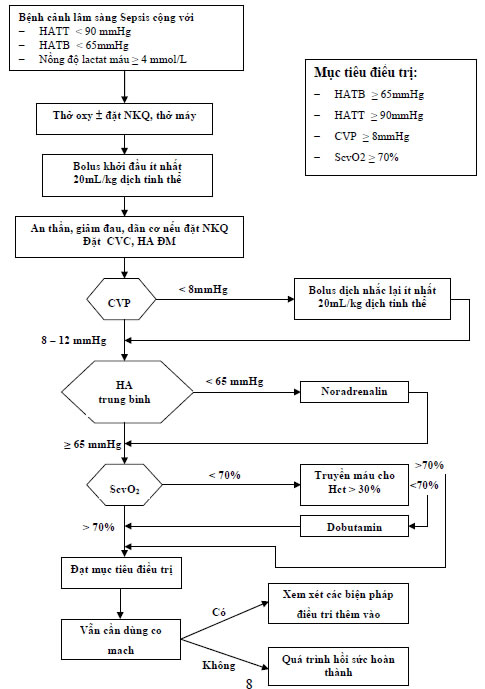 Bệnh cảnh lâm sàng Sepsis cộng với
– HATT < 90 mmHg
– HATB < 65mmHg
– Nồng độ lactat máu ≥ 4 mmol/L
Mục tiêu điều trị:
– HATB ≥ 65mmHg
– HATT ≥ 90mmHg
– CVP ≥ 8mmHg
– ScvO2 ≥ 70%
Thở oxy ± đặt NKQ, thở máy
Bolus khởi đầu ít nhất
20mL/kg dịch tinh thể
An thần, giảm đau, dãn cơ nếu đặt NKQ
Đặt CVC, HA ĐM
CVP
< 8mmHg
Bolus dịch nhắc lại ít nhất
20mL/kg dịch tinh thể
8 – 12 mmHg
HA
trung bình
< 65 mmHg
Noradrenalin
≥ 65 mmHg
ScvO₂
< 70%
Truyền máu cho
Hct > 30%
>70%
<70%
> 70%
Dobutamin
Đạt mục tiêu điều trị
Vẫn cần dùng co
mạch
Có
Xem xét các biện pháp
điều trị thêm vào
Không
Quá trình hồi sức hoàn
thành
8